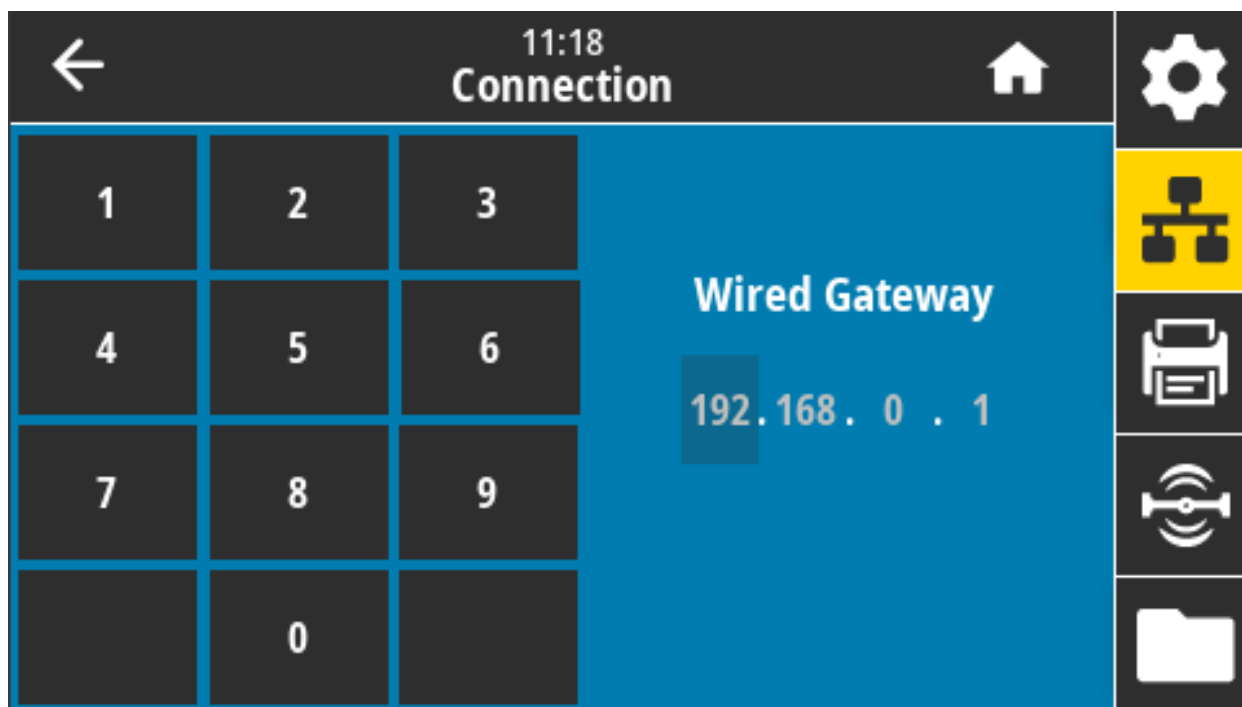 11:18
Connection
1 2 3
Wired Gateway
4 5 6
192.168. 0 . 1
7 8 9
0